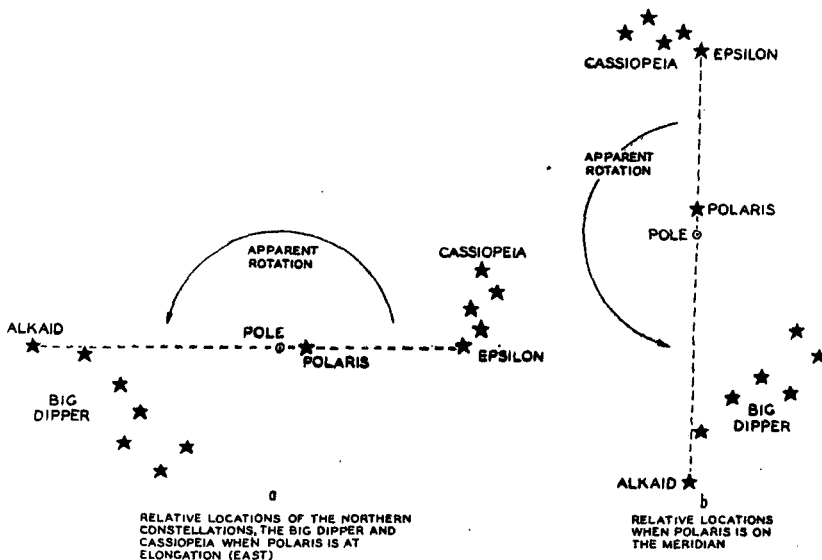 CASSIOPEIA
EPSILON
APPARENT
ROTATION
POLARIS
POLE
BIG
DIPPER
ALKAID
b
RELATIVE LOCATIONS
WHEN POLARIS IS ON
THE MERIDIAN
APPARENT
ROTATION
CASSIOPEIA
ALKAID
POLE
POLARIS
EPSILON
BIG
DIPPER
a
RELATIVE LOCATIONS OF THE NORTHERN
CONSTELLATIONS, THE BIG DIPPER AND
CASSIOPEIA WHEN POLARIS IS AT
ELONGATION (EAST)